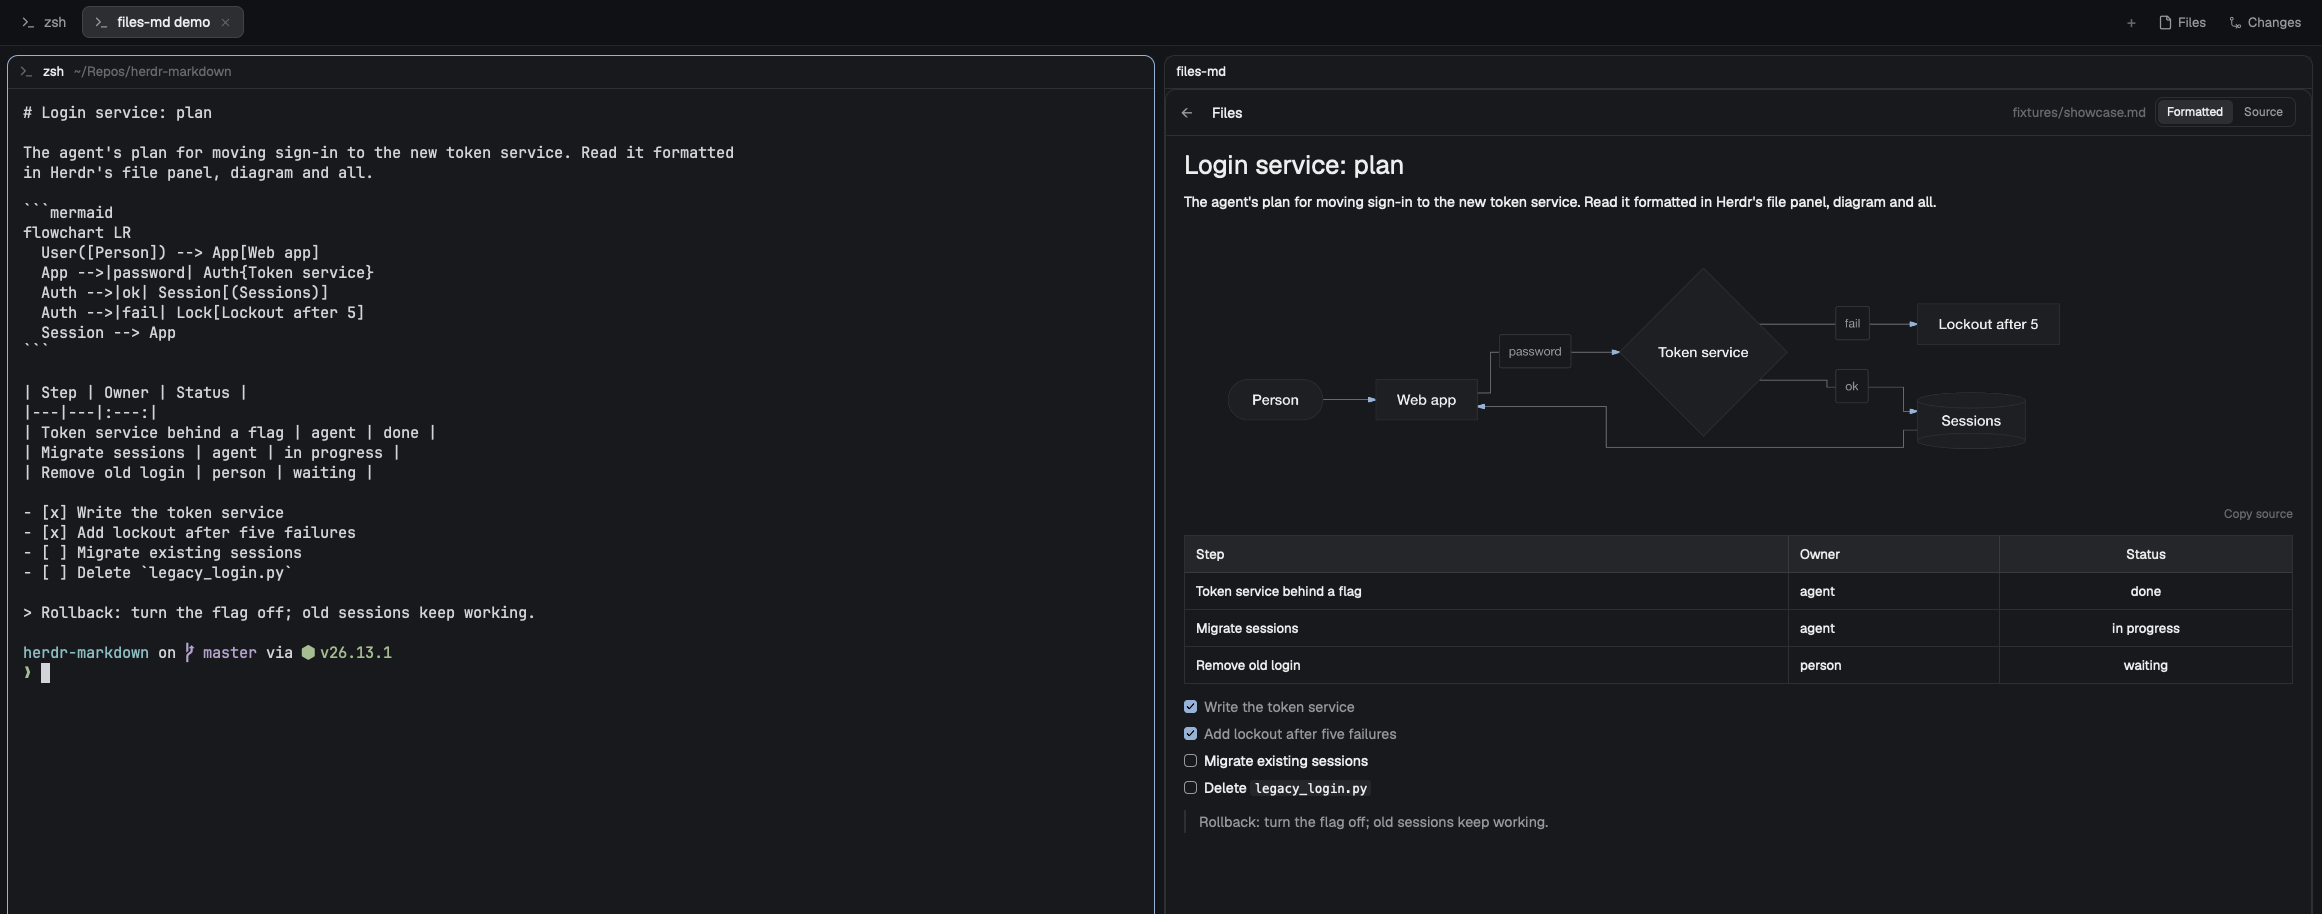 zsh
files-md demo
Files
Changes
zsh ~/Repos/herdr-markdown
# Login service: plan
The agent's plan for moving sign-in to the new token service. Read it formatted
in Herdr's file panel, diagram and all.
```mermaid
flowchart LR
  User([Person]) --> App[Web app]
  App -->|password| Auth{Token service}
  Auth -->|ok| Session[(Sessions)]
  Auth -->|fail| Lock[Lockout after 5]
  Session --> App
```
| Step | Owner | Status |
|---|---|:---:|
| Token service behind a flag | agent | done |
| Migrate sessions | agent | in progress |
| Remove old login | person | waiting |
- [x] Write the token service
- [x] Add lockout after five failures
- [ ] Migrate existing sessions
- [ ] Delete `legacy_login.py`
> Rollback: turn the flag off; old sessions keep working.
herdr-markdown on master via v26.13.1
files-md
Files
fixtures/showcase.md
Formatted
Source
Login service: plan
The agent's plan for moving sign-in to the new token service. Read it formatted in Herdr's file panel, diagram and all.
Person
Web app
password
Token service
fail
Lockout after 5
ok
Sessions
Copy source
Step Owner Status
Token service behind a flag agent done
Migrate sessions agent in progress
Remove old login person waiting
Write the token service
Add lockout after five failures
Migrate existing sessions
Delete legacy_login.py
Rollback: turn the flag off; old sessions keep working.